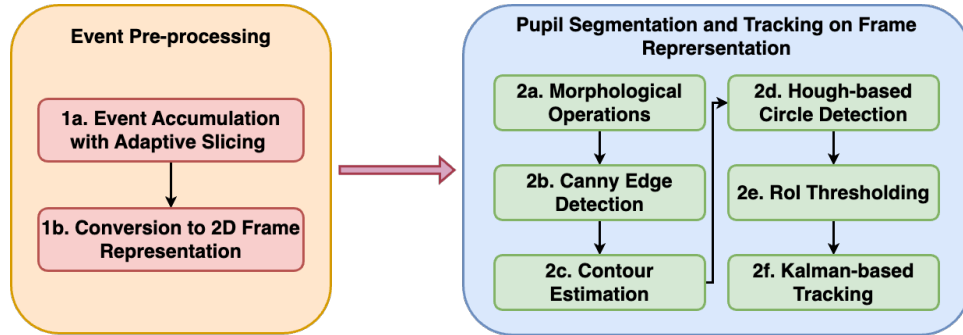 Event Pre-processing
1a. Event Accumulation
with Adaptive Slicing
1b. Conversion to 2D Frame
Representation
Pupil Segmentation and Tracking on Frame
Reprersentation
2a. Morphological
Operations
2b. Canny Edge
Detection
2c. Contour
Estimation
2d. Hough-based
Circle Detection
2e. RoI Thresholding
2f. Kalman-based
Tracking